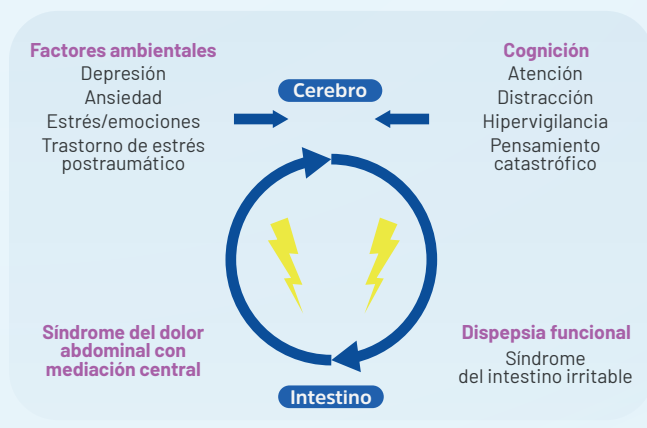 Factores ambientales
Depresión
Ansiedad
Estrés/emociones
Trastorno de estrés
postraumático
Cerebro
Cognición
Atención
Distracción
Hipervigilancia
Pensamiento
catastrófico
Síndrome del dolor
abdominal con
mediación central
Dispepsia funcional
Síndrome
del intestino irritable
Intestino